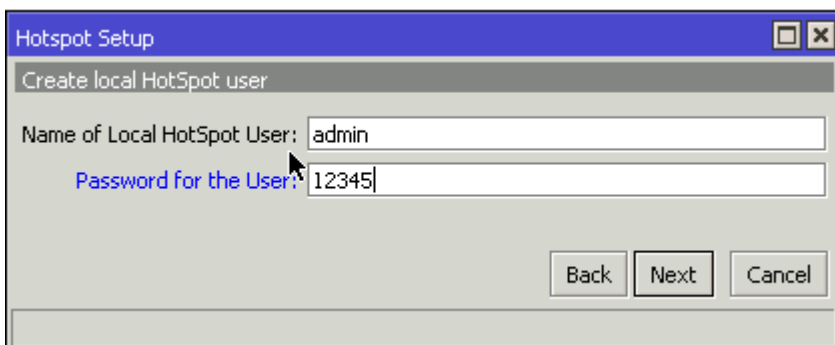 Hotspot Setup
Create local HotSpot user
Name of Local HotSpot User: admin
Password for the User: 12345
Back Next Cancel